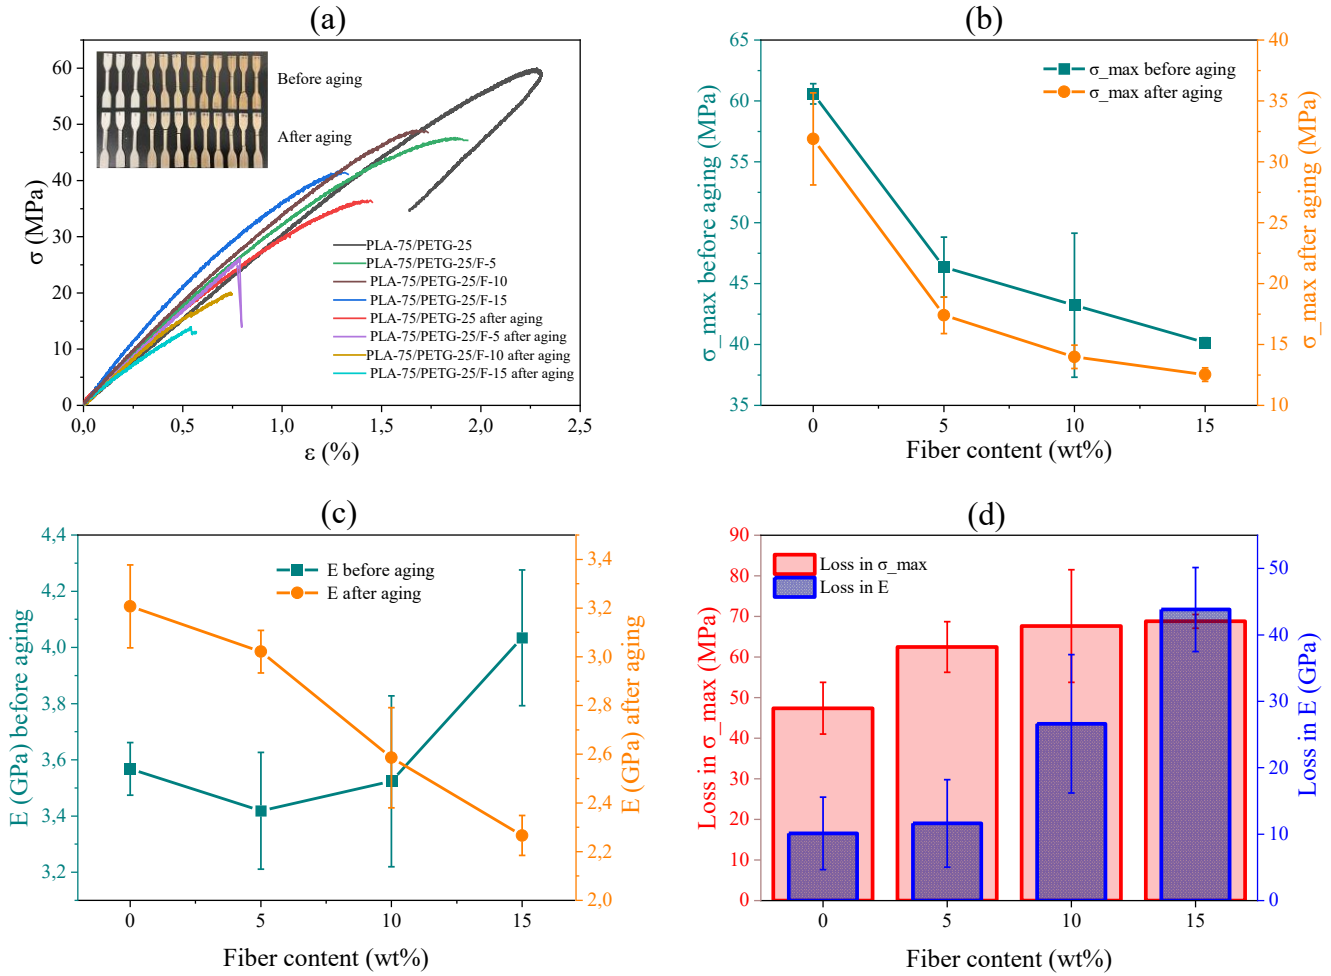 (a)
60
50
40
30
20
10
0
σ (MPa)
0,0
0,5
1,0
1,5
2,0
2,5
ε (%)
Before aging
After aging
PLA-75/PETG-25
PLA-75/PETG-25/F-5
PLA-75/PETG-25/F-10
PLA-75/PETG-25/F-15
PLA-75/PETG-25 after aging
PLA-75/PETG-25/F-5 after aging
PLA-75/PETG-25/F-10 after aging
PLA-75/PETG-25/F-15 after aging
(b)
65
60
55
50
45
40
35
σ_max before aging (MPa)
σ_max before aging
σ_max after aging
40
35
30
25
20
15
10
σ_max after aging (MPa)
0
5
10
15
Fiber content (wt%)
(c)
4,4
4,2
4,0
3,8
3,6
3,4
3,2
E (GPa) before aging
E before aging
E after aging
3,4
3,2
3,0
2,8
2,6
2,4
2,2
2,0
E (GPa) after aging
0
5
10
15
Fiber content (wt%)
(d)
90
80
70
60
50
40
30
20
10
0
Loss in σ_max (MPa)
Loss in σ_max
Loss in E
50
40
30
20
10
0
Loss in E (GPa)
0
5
10
15
Fiber content (wt%)